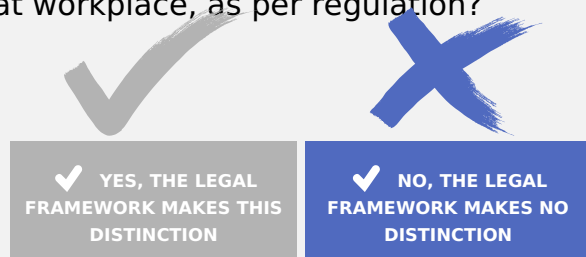 at workplace, as per regulation?
YES, THE LEGAL
FRAMEWORK MAKES THIS
DISTINCTION
NO, THE LEGAL
FRAMEWORK MAKES NO
DISTINCTION